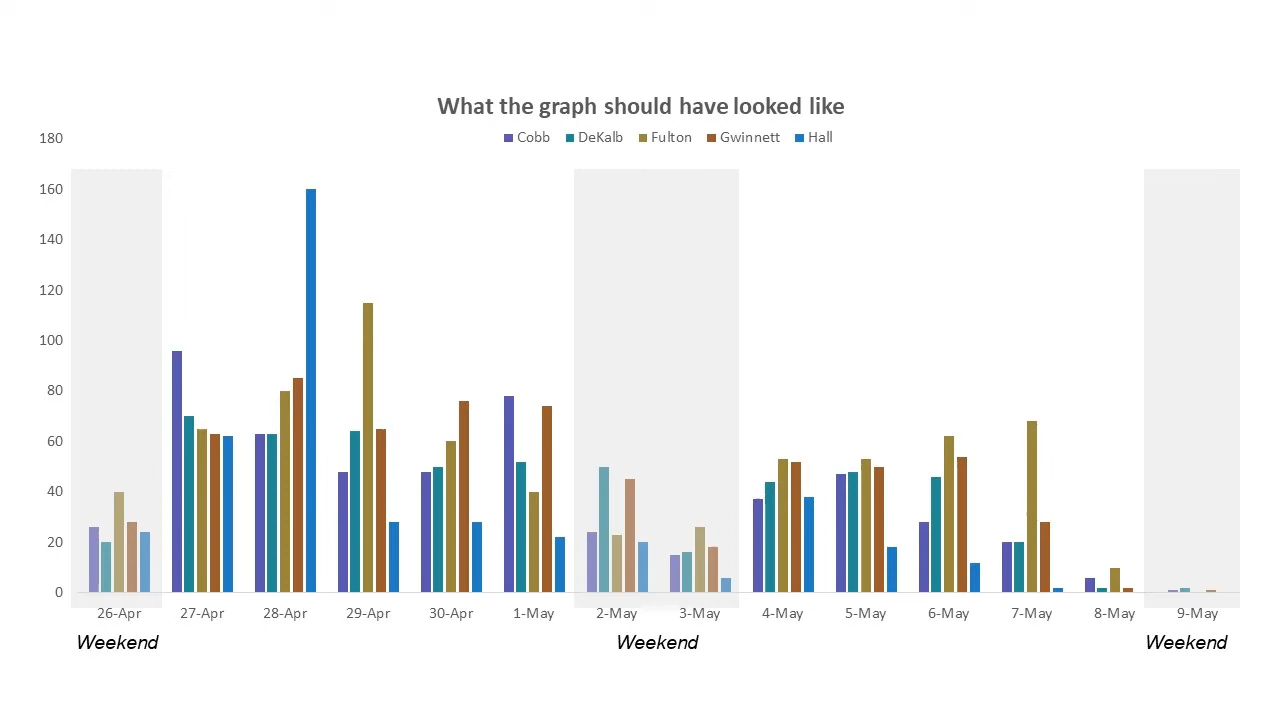 What the graph should have looked like
Cobb DeKalb Fulton Gwinnett Hall
180
160
140
120
100
80
60
40
20
0
26-Apr 27-Apr 28-Apr 29-Apr 30-Apr 1-May 2-May 3-May 4-May 5-May 6-May 7-May 8-May 9-May
Weekend Weekend Weekend